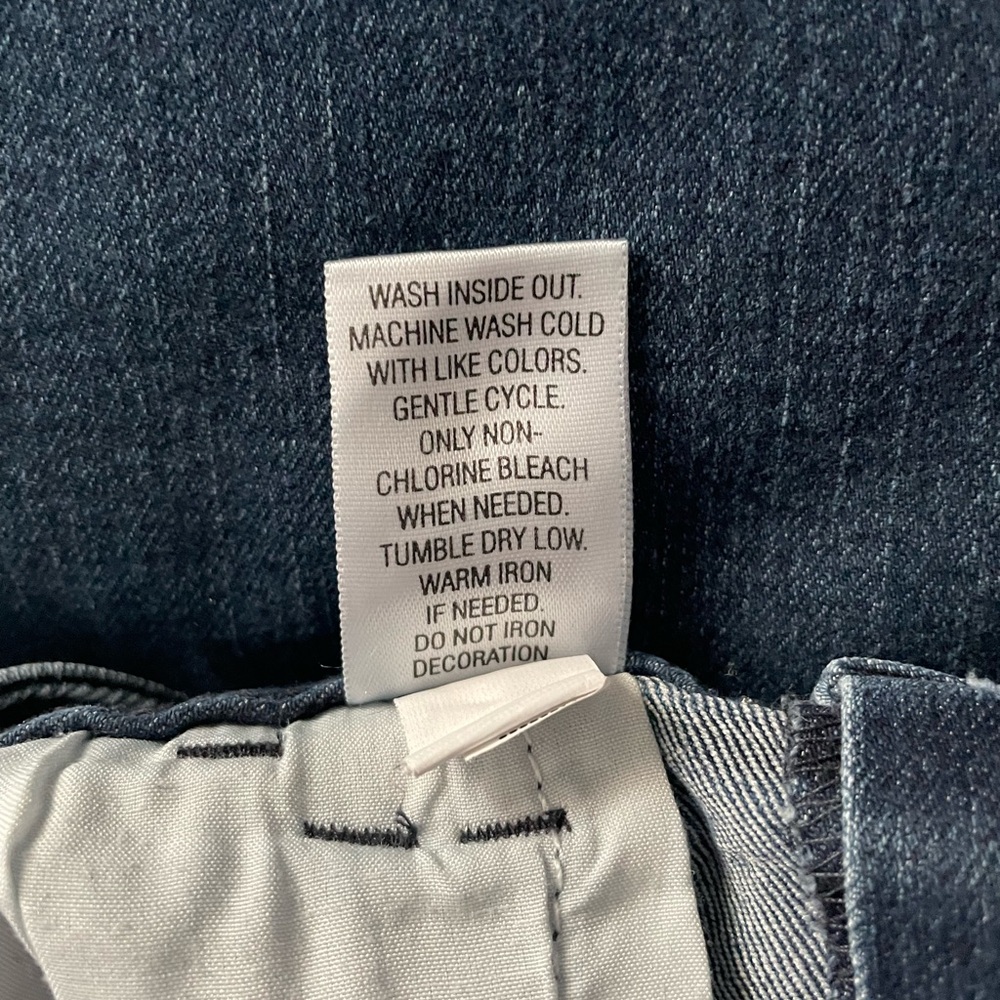 WASH INSIDE OUT.
MACHINE WASH COLD
WITH LIKE COLORS.
GENTLE CYCLE.
ONLY NON-
CHLORINE BLEACH
WHEN NEEDED.
TUMBLE DRY LOW.
WARM IRON
IF NEEDED.
DO NOT IRON
DECORATION